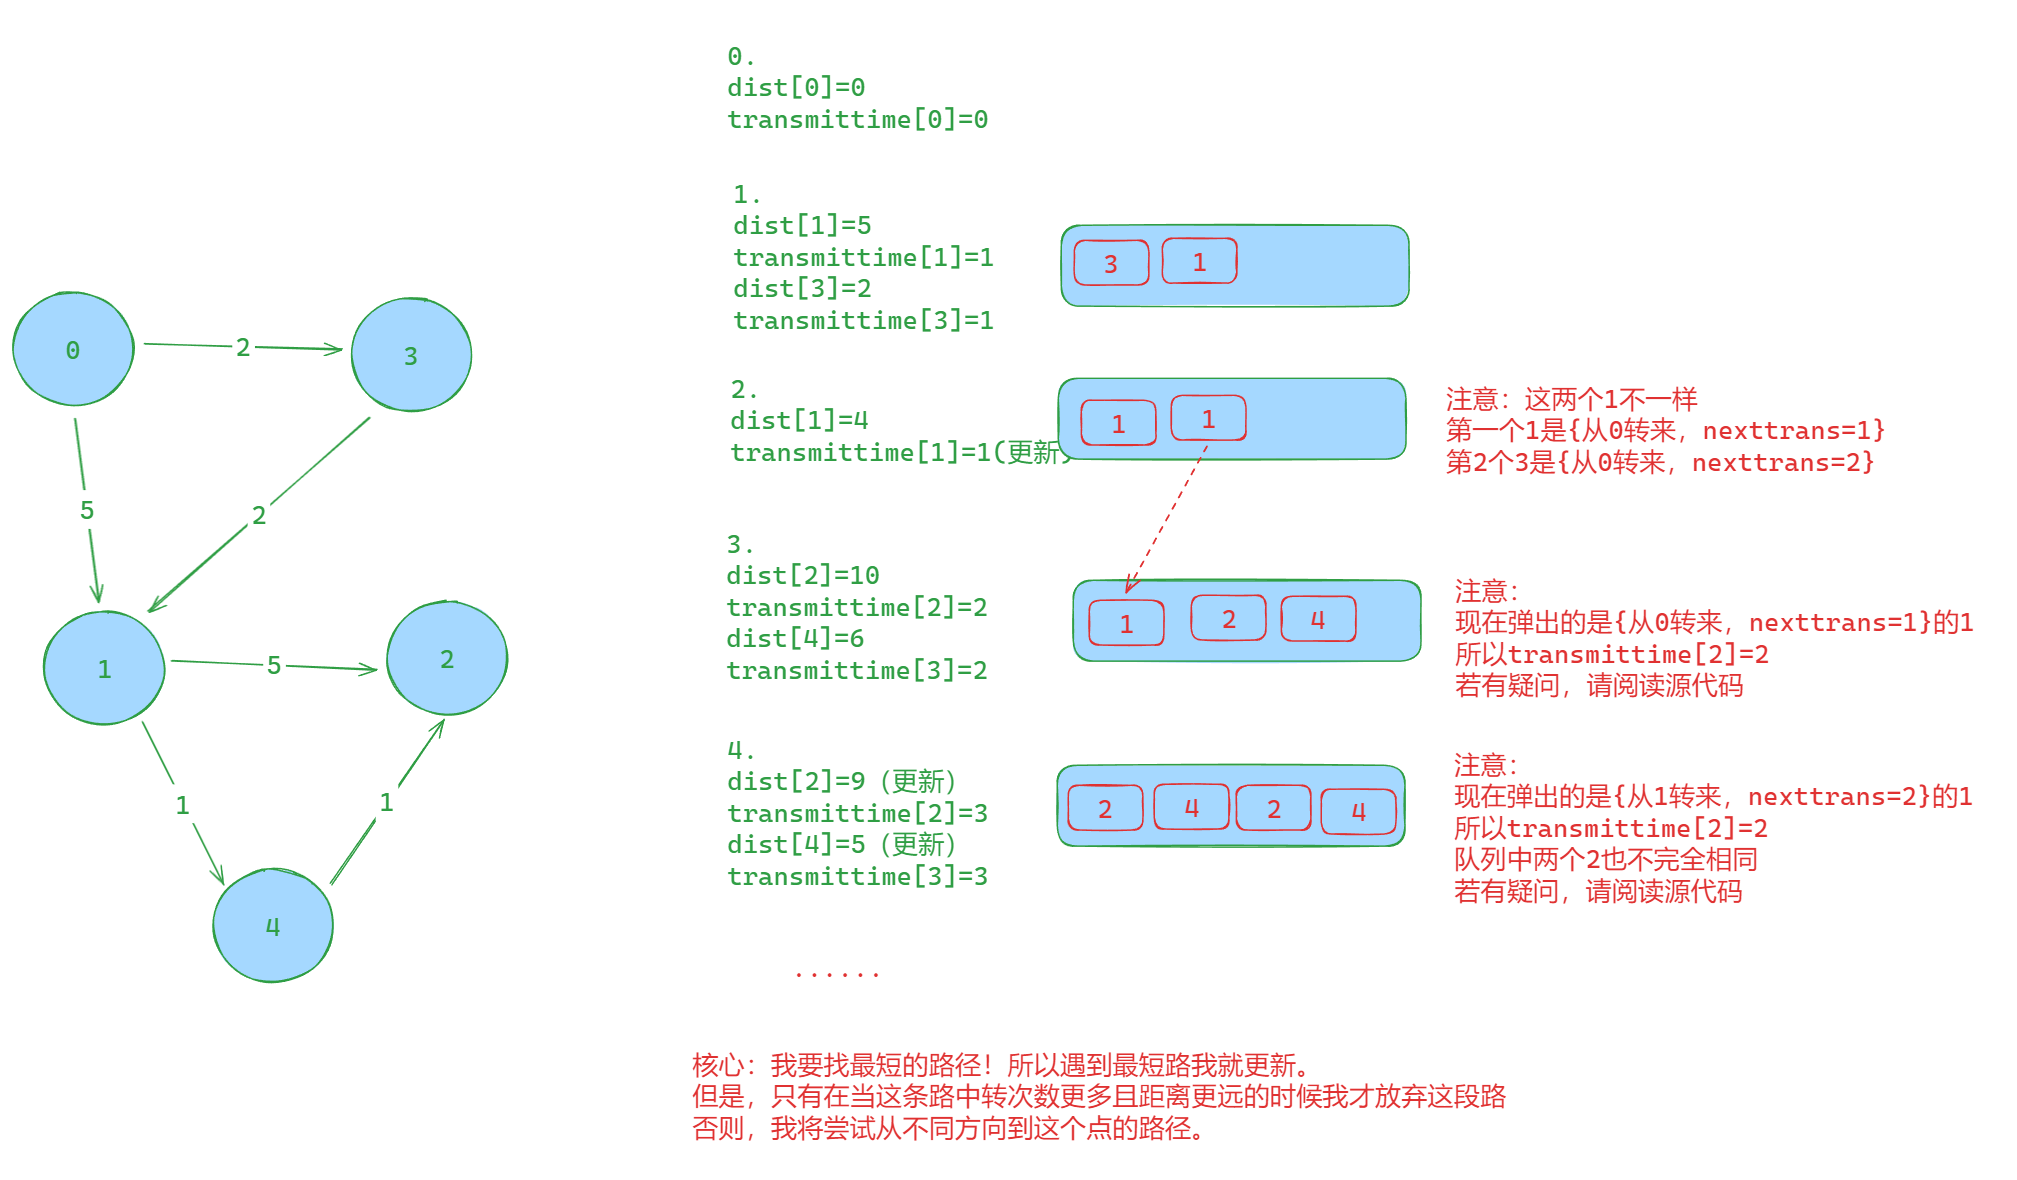 0
3
1
2
4
2
5
2
5
1
1
0.
dist[0]=0
transmittime[0]=0
1.
dist[1]=5
transmittime[1]=1
dist[3]=2
transmittime[3]=1
3
1
2.
dist[1]=4
transmittime[1]=1(更新)
1
1
注意：这两个1不一样
第一个1是{从0转来，nexttrans=1}
第2个3是{从0转来，nexttrans=2}
3.
dist[2]=10
transmittime[2]=2
dist[4]=6
transmittime[3]=2
1
2
4
注意：
现在弹出的是{从0转来，nexttrans=1}的1
所以transmittime[2]=2
若有疑问，请阅读源代码
4.
dist[2]=9（更新）
transmittime[2]=3
dist[4]=5（更新）
transmittime[3]=3
2
4
2
4
注意：
现在弹出的是{从1转来，nexttrans=2}的1
所以transmittime[2]=2
队列中两个2也不完全相同
若有疑问，请阅读源代码
......
核心：我要找最短的路径！所以遇到最短路我就更新。
但是，只有在当这条路中转次数更多且距离更远的时候我才放弃这段路
否则，我将尝试从不同方向到这个点的路径。